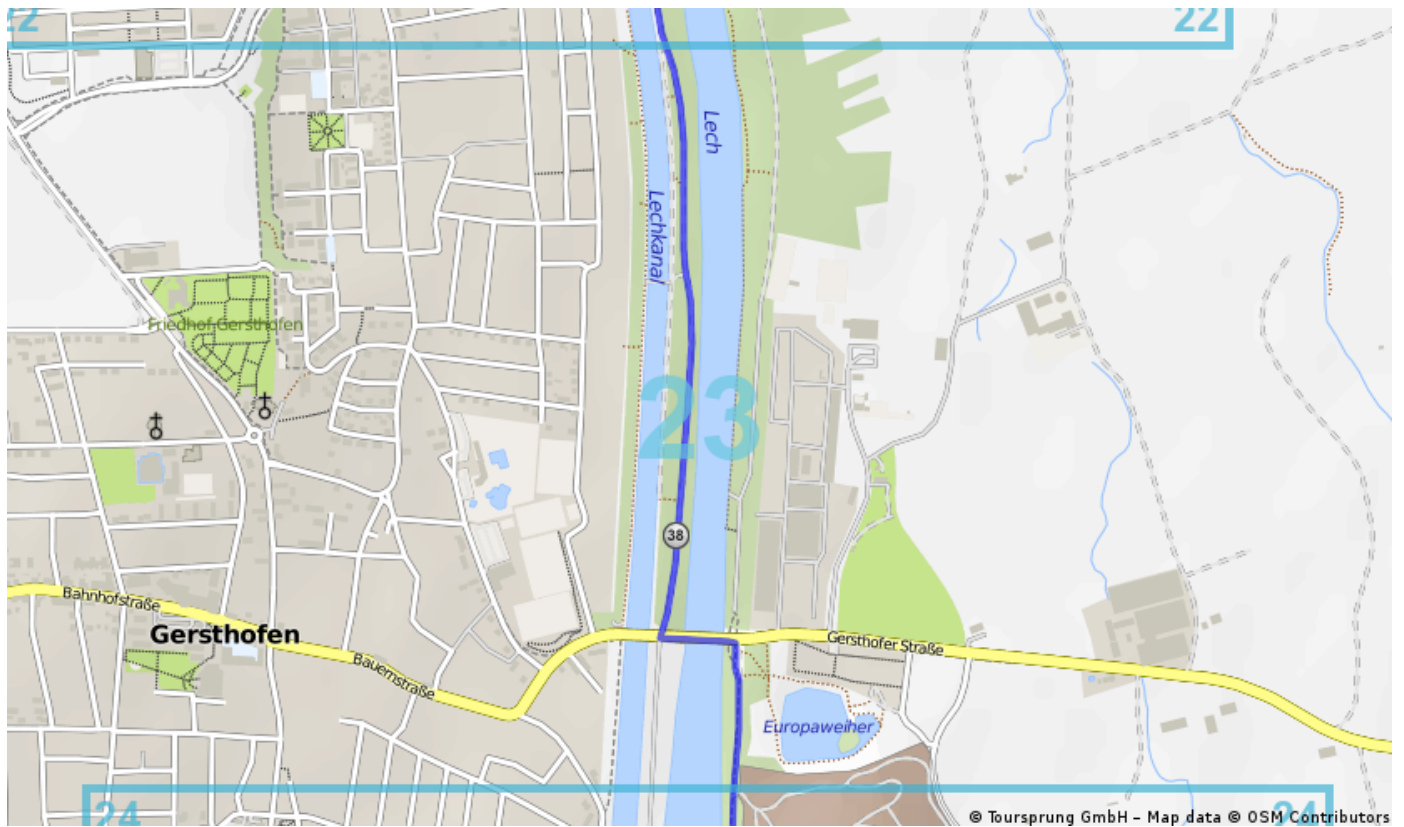 22
22
Lech
Lechkanal
Friedhof Gersthofen
23
38
Bahnhofstraße
Gersthofen
Bauernstraße
Gersthofer Straße
Europaweiher
24
24
© Toursprung GmbH – Map data © OSM Contributors